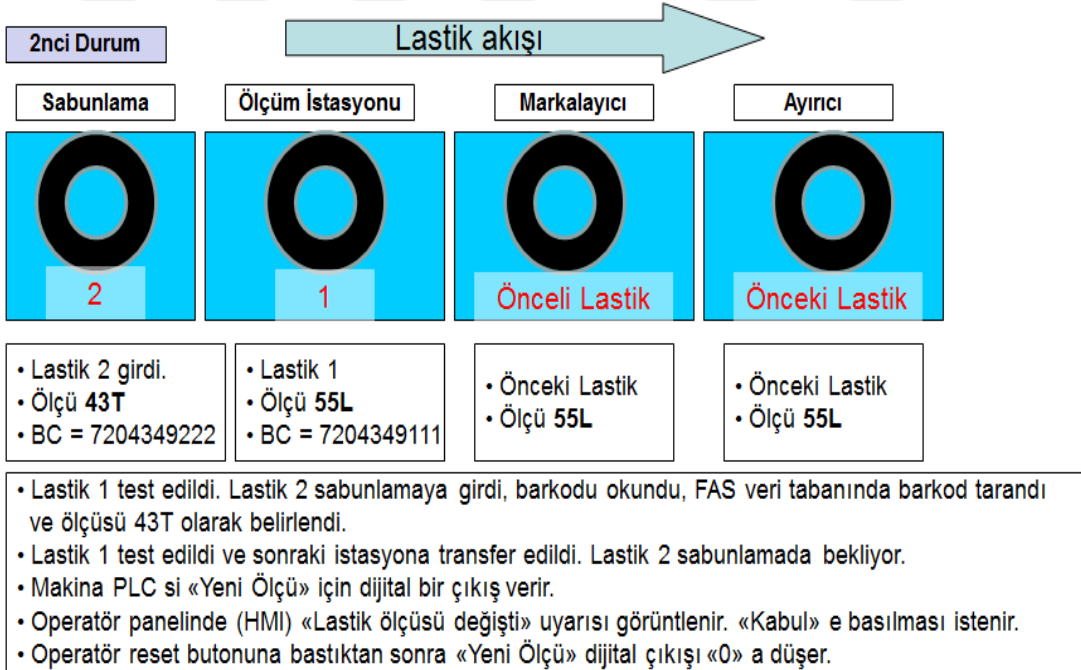 2nci Durum
Lastik akışı
Sabunlama
Ölçüm İstasyonu
Markalayıcı
Ayırıcı
2
1
Önceli Lastik
Önceki Lastik
• Lastik 2 girdi.
• Ölçü 43T
• BC = 7204349222
• Lastik 1
• Ölçü 55L
• BC = 7204349111
• Önceki Lastik
• Ölçü 55L
• Önceki Lastik
• Ölçü 55L
• Lastik 1 test edildi. Lastik 2 sabunlamaya girdi, barkodu okundu, FAS veri tabanında barkod tarandı
ve ölçüsü 43T olarak belirlendi.
• Lastik 1 test edildi ve sonraki istasyona transfer edildi. Lastik 2 sabunlamada bekliyor.
• Makina PLC si «Yeni Ölçü» için dijital bir çıkış verir.
• Operatör panelinde (HMI) «Lastik ölçüsü değişti» uyarısı görüntlenir. «Kabul» e basılması istenir.
• Operatör reset butonuna bastıktan sonra «Yeni Ölçü» dijital çıkışı «0» a düşer.